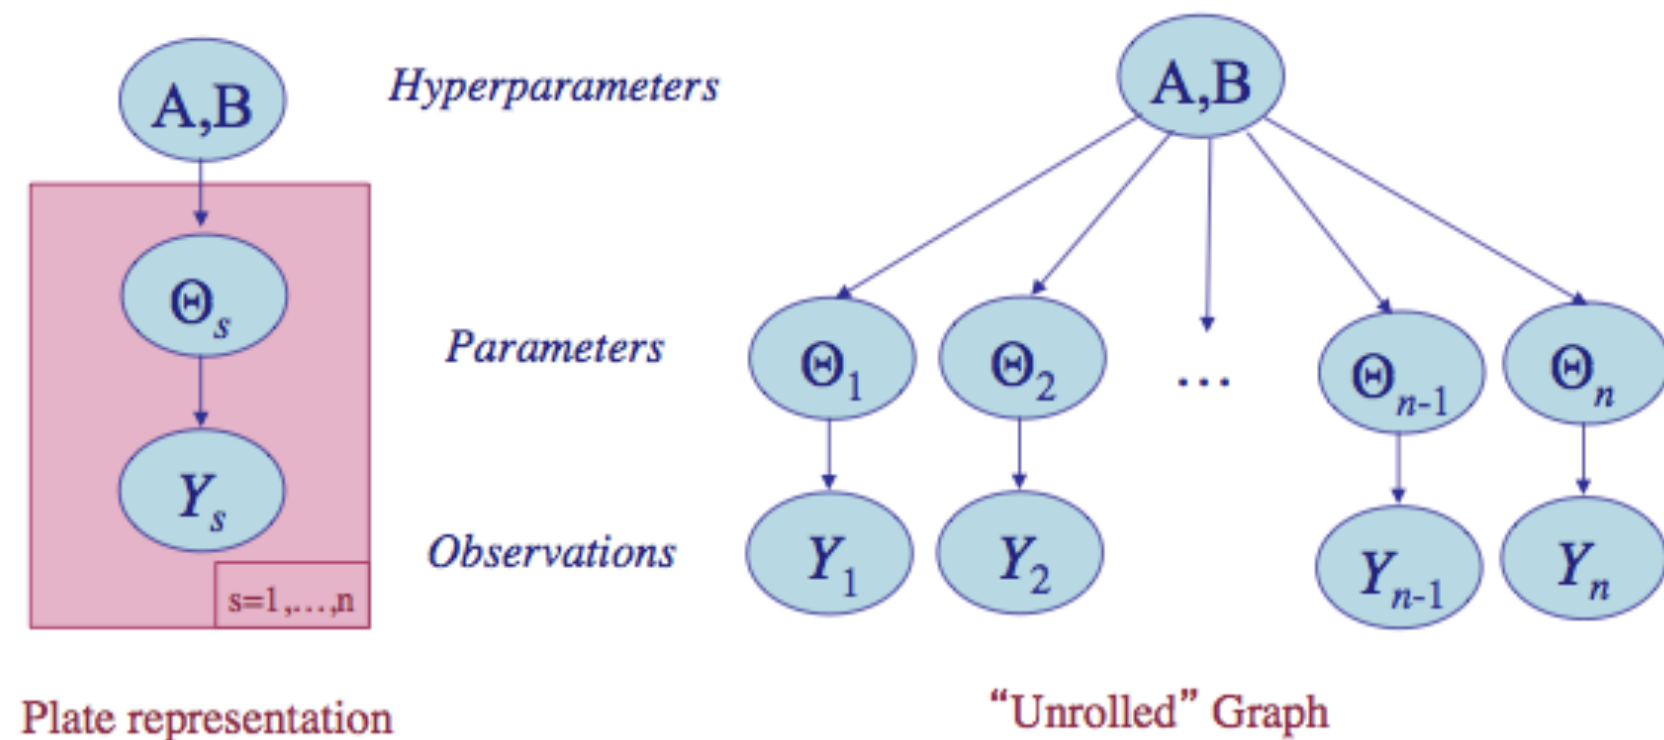 A,B
Hyperparameters
A,B
Θs
Parameters
Θ1
Θ2
...
Θn-1
Θn
Ys
Observations
Y1
Y2
Yn-1
Yn
s=1,...,n
Plate representation
“Unrolled” Graph